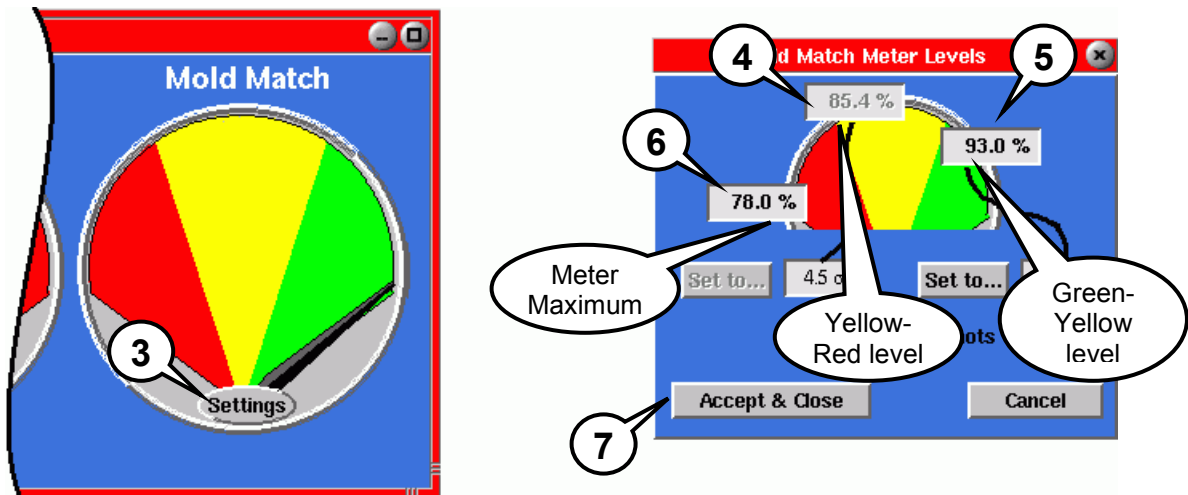 Mold Match
3
Settings
4
d Match Meter Levels
5
85.4 %
6
93.0 %
78.0 %
Meter
Maximum
Set to...
4.5
Set to...
Yellow-
Red level
Green-
Yellow
level
ots
7
Accept & Close
Cancel